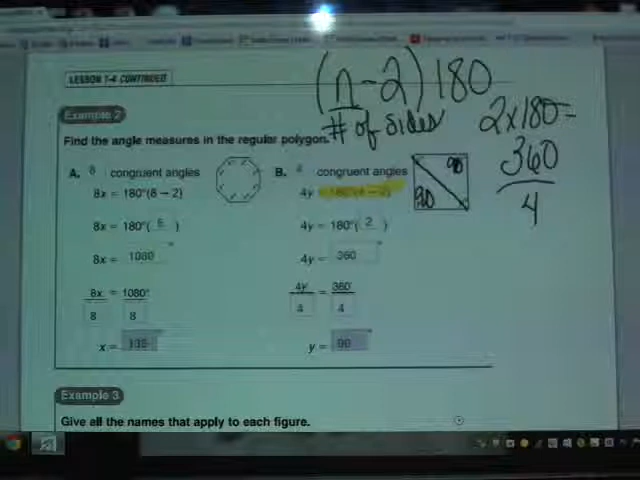 LESSON 7-4 CONTINUED
(n-2)180
# of sides
2x180=
360
4
Example 2
Find the angle measures in the regular polygon.
A. 8 congruent angles
8x = 180°(8 – 2)
8x = 180°( 6 )
8x = 1080°
8x = 1080°
8 8
x = 135°
B. 4 congruent angles
4y = 180°(4 – 2)
4y = 180°( 2 )
4y = 360°
4y = 360°
4 4
y = 90°
90
90
Example 3
Give all the names that apply to each figure.